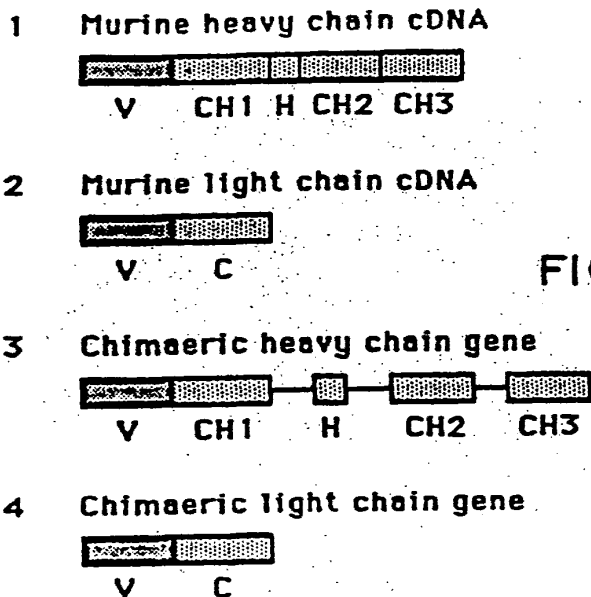 1 Murine heavy chain cDNA
V CH1 H CH2 CH3
2 Murine light chain cDNA
V C
FI
3 Chimaeric heavy chain gene
V CH1 H CH2 CH3
4 Chimaeric light chain gene
V C